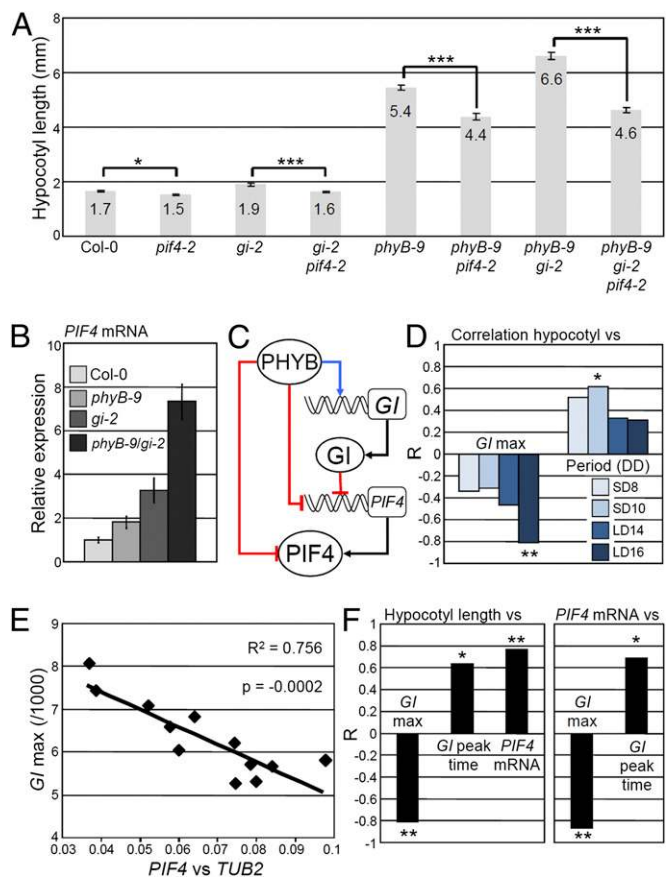 A
Hypocotyl length (mm)
8
6
4
2
0
*
***
***
***
1.7
1.5
1.9
1.6
5.4
4.4
6.6
4.6
Col-0
pif4-2
gi-2
gi-2
pif4-2
phyB-9
phyB-9
pif4-2
phyB-9
gi-2
phyB-9
gi-2
pif4-2
B
PIF4 mRNA
Relative expression
10
8
6
4
2
0
Col-0
phyB-9
gi-2
phyB-9/gi-2
C
PHYB
GI
GI
PIF4
PIF4
D
Correlation hypocotyl vs
R
1
0.8
0.6
0.4
0.2
0
-0.2
-0.4
-0.6
-0.8
-1
GI max
**
*
Period (DD)
SD8
SD10
LD14
LD16
E
GI max (/1000)
9
8
7
6
5
4
R² = 0.756
p = -0.0002
0.03 0.04 0.05 0.06 0.07 0.08 0.09 0.1
PIF4 vs TUB2
F
Hypocotyl length vs
PIF4 mRNA vs
R
1
0.8
0.6
0.4
0.2
0
-0.2
-0.4
-0.6
-0.8
-1
GI
max
**
*
GI peak
time
**
PIF4
mRNA
GI
max
**
*
GI
peak
time